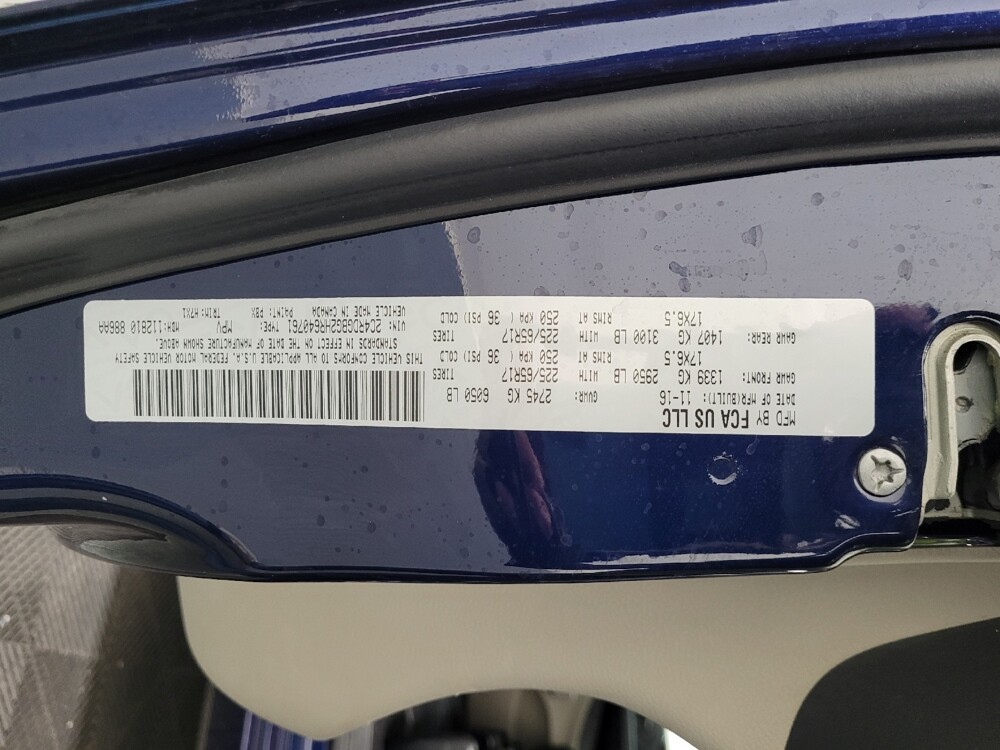 MFD BY FCA US LLC
DATE OF MFR(BUILT): 11-16 GVWR: 2745 KG 6050 LB
GAWR FRONT: 1339 KG 2950 LB WITH 225/65R17 TIRES
17X6.5 RIMS AT 250 KPA ( 36 PSI) COLD
GAWR REAR: 1407 KG 3100 LB WITH 225/65R17 TIRES
17X6.5 RIMS AT 250 KPA ( 36 PSI) COLD
THIS VEHICLE CONFORMS TO ALL APPLICABLE U.S.A. FEDERAL MOTOR VEHICLE SAFETY
STANARDS IN EFFECT ON THE DATE OF MANUFACTURE SHOWN ABOVE.
VIN: 2C4RDGBG2HR640761 TYPE: MPV MDH:112810 886AA
VEHICLE MADE IN CANADA PAINT: PBX TRIM:H7X1